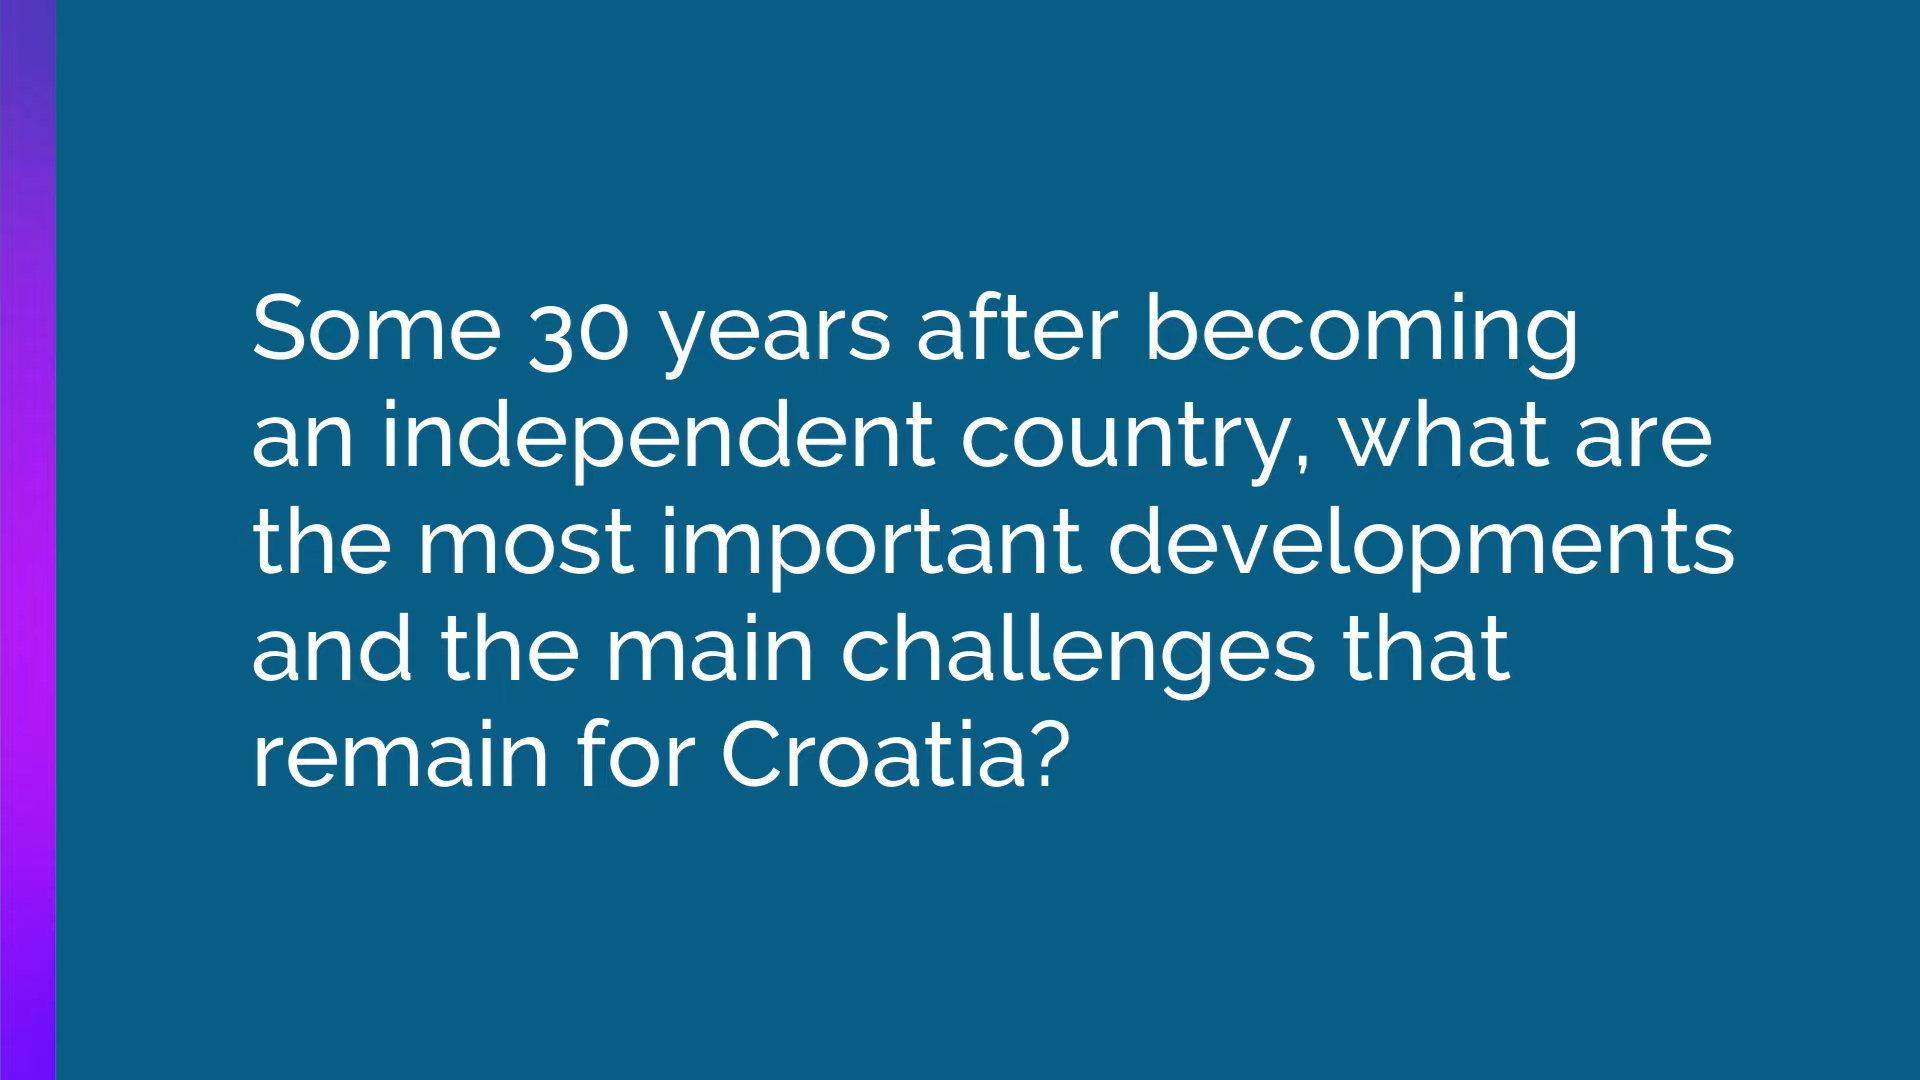 Some 30 years after becoming
an independent country, what are
the most important developments
and the main challenges that
remain for Croatia?